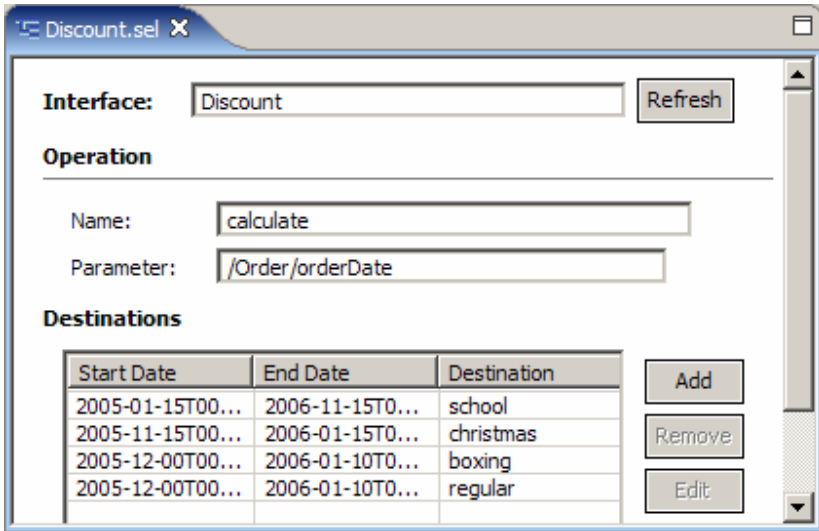 Discount.sel
Interface: Discount Refresh
Operation
Name: calculate
Parameter: /Order/orderDate
Destinations
Start Date End Date Destination Add
2005-01-15T00... 2006-11-15T0... school
2005-11-15T00... 2006-01-15T0... christmas Remove
2005-12-00T00... 2006-01-10T0... boxing
2005-12-00T00... 2006-01-10T0... regular Edit